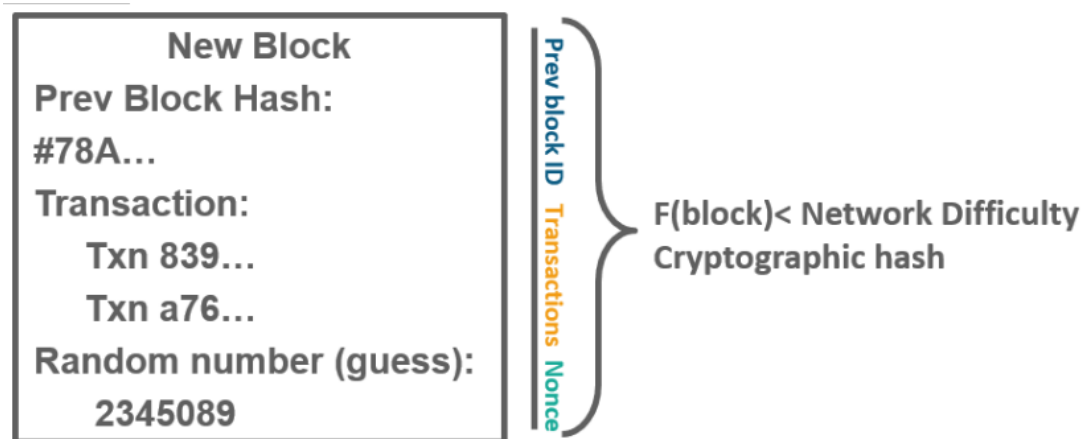 New Block
Prev Block Hash:
#78A...
Transaction:
Txn 839...
Txn a76...
Random number (guess):
2345089
Prev block ID Transactions Nonce
F(block)< Network Difficulty
Cryptographic hash